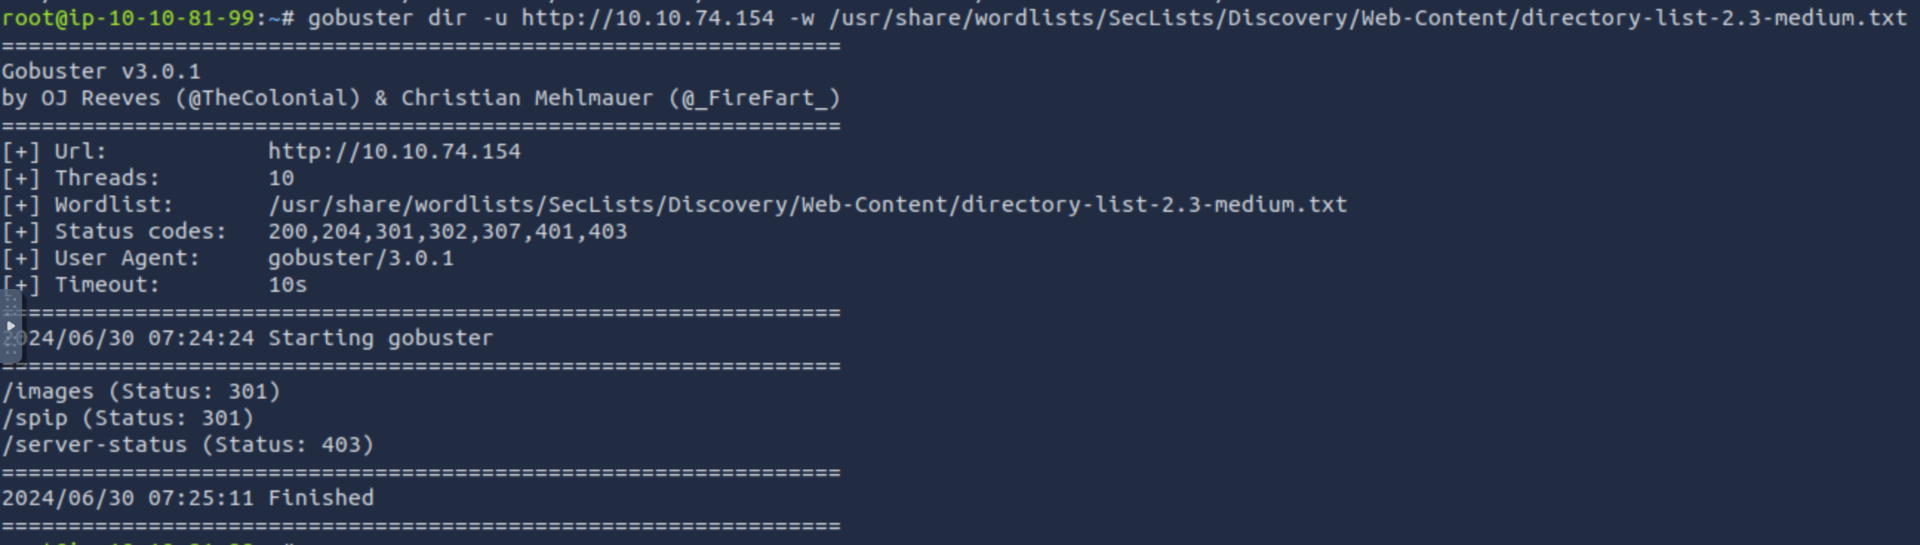 root@ip-10-10-81-99:~# gobuster dir -u http://10.10.74.154 -w /usr/share/wordlists/SecLists/Discovery/Web-Content/directory-list-2.3-medium.txt
===============================================================
Gobuster v3.0.1
by OJ Reeves (@TheColonial) & Christian Mehlmauer (@_FireFart_)
===============================================================
[+] Url:            http://10.10.74.154
[+] Threads:        10
[+] Wordlist:       /usr/share/wordlists/SecLists/Discovery/Web-Content/directory-list-2.3-medium.txt
[+] Status codes:   200,204,301,302,307,401,403
[+] User Agent:     gobuster/3.0.1
[+] Timeout:        10s
===============================================================
2024/06/30 07:24:24 Starting gobuster
===============================================================
/images (Status: 301)
/spip (Status: 301)
/server-status (Status: 403)
===============================================================
2024/06/30 07:25:11 Finished
===============================================================